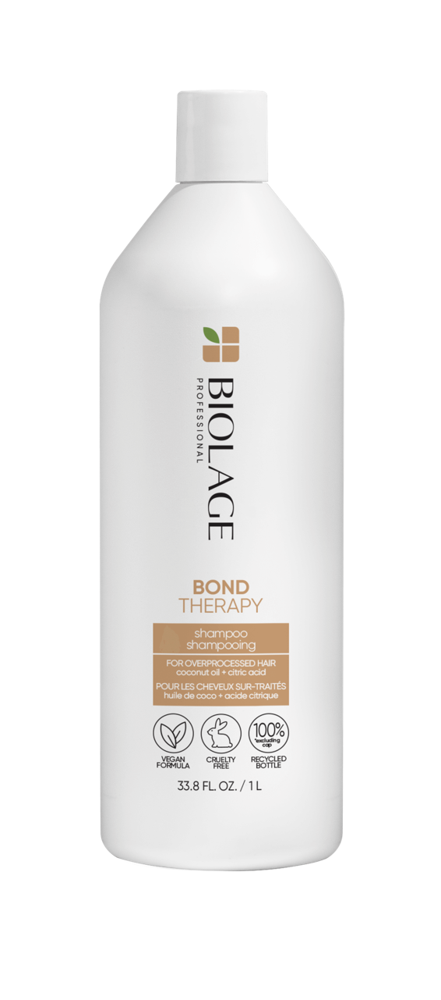 BIOLAGE
PROFESSIONAL
BOND
THERAPY
shampoo
shampooing
FOR OVERPROCESSED HAIR
coconut oil + citric acid
POUR LES CHEVEUX SUR-TRAITÉS
huile de coco + acide citrique
100%
*excluding
cap
VEGAN
FORMULA
CRUELTY
FREE
RECYCLED
BOTTLE
33.8 FL. OZ. / 1 L